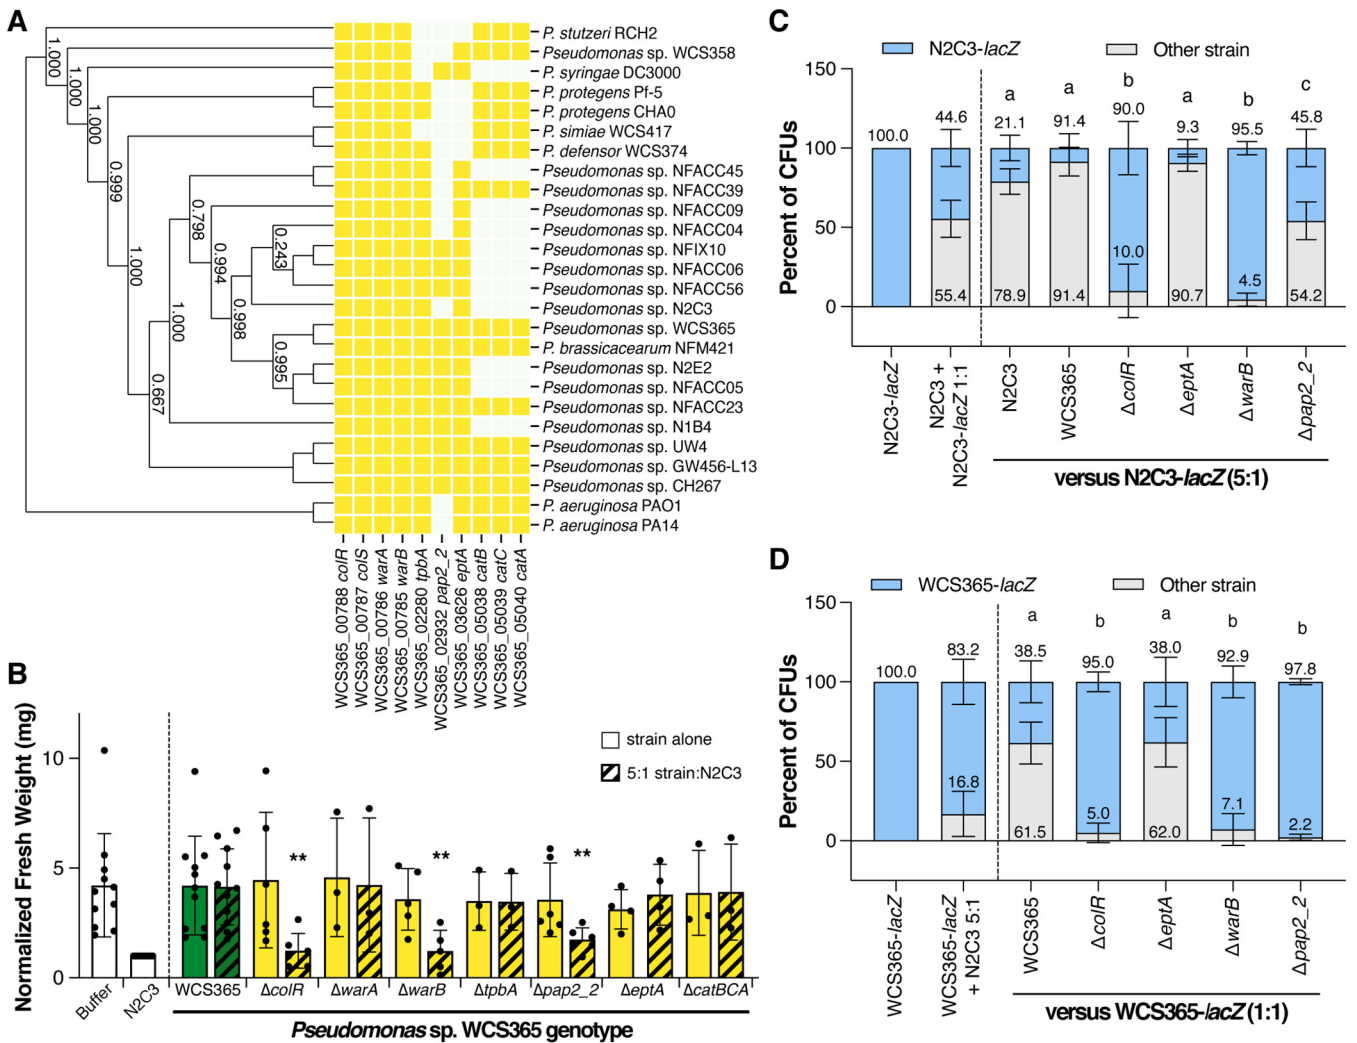 A
1.000
1.000
1.000
0.999
1.000
0.667
1.000
0.798
0.994
0.998
0.243
0.995
P. stutzeri RCH2
Pseudomonas sp. WCS358
P. syringae DC3000
P. protegens Pf-5
P. protegens CHA0
P. simiae WCS417
P. defensor WCS374
Pseudomonas sp. NFACC45
Pseudomonas sp. NFACC39
Pseudomonas sp. NFACC09
Pseudomonas sp. NFACC04
Pseudomonas sp. NFIX10
Pseudomonas sp. NFACC06
Pseudomonas sp. NFACC56
Pseudomonas sp. N2C3
Pseudomonas sp. WCS365
P. brassicacearum NFM421
Pseudomonas sp. N2E2
Pseudomonas sp. NFACC05
Pseudomonas sp. NFACC23
Pseudomonas sp. N1B4
Pseudomonas sp. UW4
Pseudomonas sp. GW456-L13
Pseudomonas sp. CH267
P. aeruginosa PAO1
P. aeruginosa PA14
WCS365_00788 colR
WCS365_00787 colS
WCS365_00786 warA
WCS365_00785 warB
WCS365_02280 tpbA
WCS365_02932 pap2_2
WCS365_03626 eptA
WCS365_05038 catB
WCS365_05039 catC
WCS365_05040 catA
B
Normalized Fresh Weight (mg)
10
5
0
strain alone
5:1 strain:N2C3
**
**
**
Buffer
N2C3
WCS365
ΔcolR
ΔwarA
ΔwarB
ΔtpbA
Δpap2_2
ΔeptA
ΔcatBCA
Pseudomonas sp. WCS365 genotype
C
N2C3-lacZ
Other strain
Percent of CFUs
150
100
50
0
a
a
b
a
b
c
100.0
44.6
21.1
91.4
90.0
9.3
95.5
45.8
55.4
78.9
91.4
10.0
90.7
4.5
54.2
N2C3-lacZ
N2C3 +
N2C3-lacZ 1:1
N2C3
WCS365
ΔcolR
ΔeptA
ΔwarB
Δpap2_2
versus N2C3-lacZ (5:1)
D
WCS365-lacZ
Other strain
Percent of CFUs
150
100
50
0
a
b
a
b
b
100.0
83.2
38.5
95.0
38.0
92.9
97.8
16.8
61.5
5.0
62.0
7.1
2.2
WCS365-lacZ
WCS365-lacZ
+ N2C3 5:1
WCS365
ΔcolR
ΔeptA
ΔwarB
Δpap2_2
versus WCS365-lacZ (1:1)